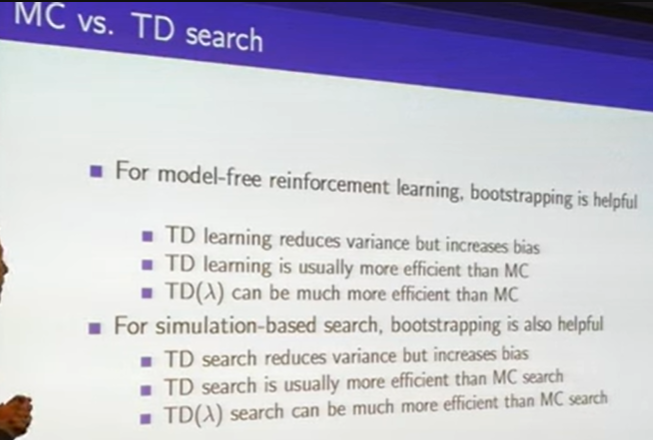 MC vs. TD search
For model-free reinforcement learning, bootstrapping is helpful
TD learning reduces variance but increases bias
TD learning is usually more efficient than MC
TD(λ) can be much more efficient than MC
For simulation-based search, bootstrapping is also helpful
TD search reduces variance but increases bias
TD search is usually more efficient than MC search
TD(λ) search can be much more efficient than MC search